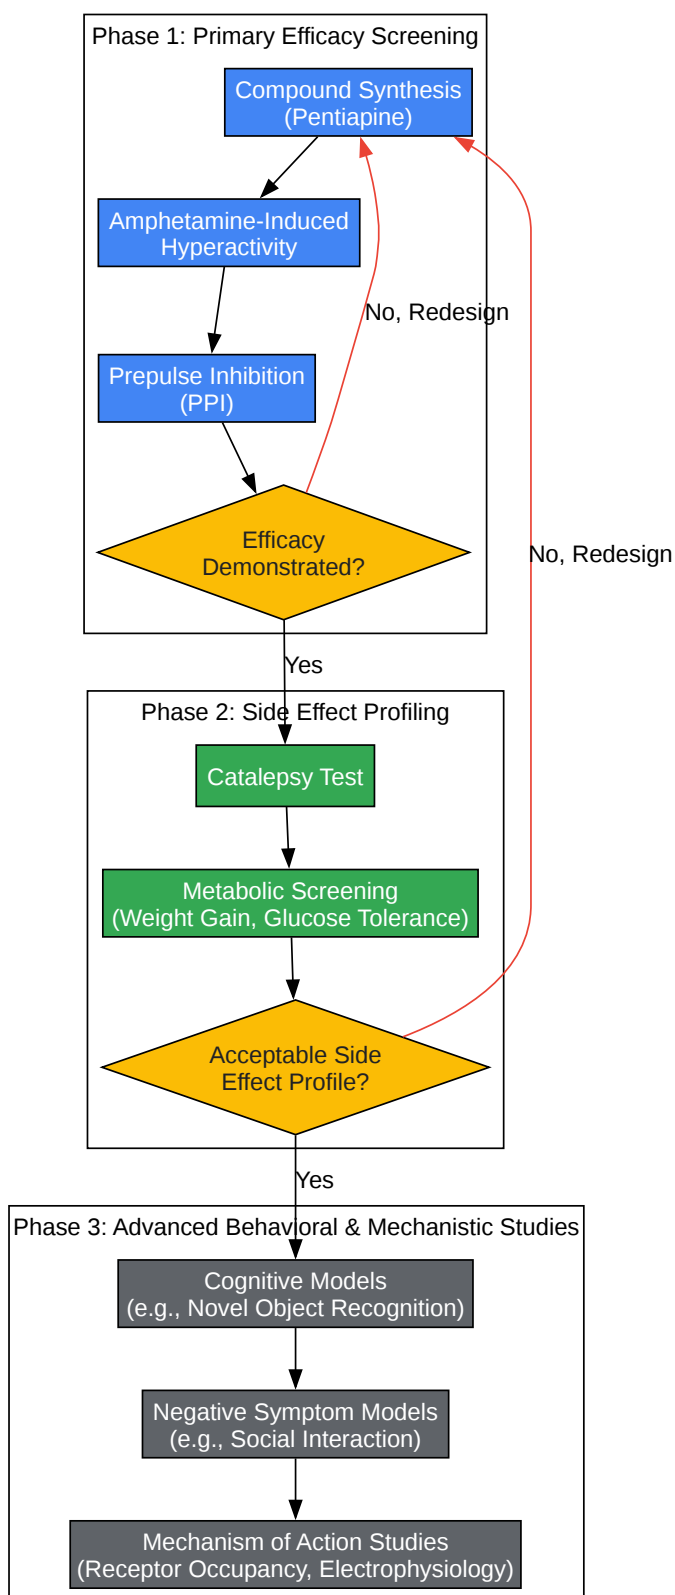 Phase 1: Primary Efficacy Screening
Compound Synthesis
(Pentiapine)
Amphetamine-Induced
Hyperactivity
No, Redesign
Prepulse Inhibition
(PPI)
Efficacy
Demonstrated?
No, Redesign
Yes
Phase 2: Side Effect Profiling
Catalepsy Test
Metabolic Screening
(Weight Gain, Glucose Tolerance)
Acceptable Side
Effect Profile?
Yes
Phase 3: Advanced Behavioral & Mechanistic Studies
Cognitive Models
(e.g., Novel Object Recognition)
Negative Symptom Models
(e.g., Social Interaction)
Mechanism of Action Studies
(Receptor Occupancy, Electrophysiology)